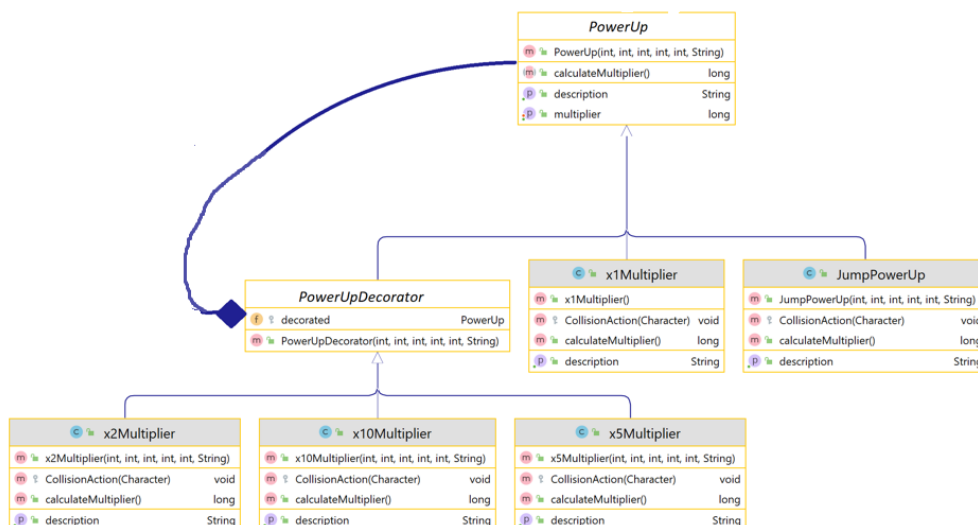 PowerUp
m PowerUp(int, int, int, int, int, String)
m calculateMultiplier() long
p description String
p multiplier long
PowerUpDecorator
f decorated PowerUp
m PowerUpDecorator(int, int, int, int, int, String)
c x1Multiplier
m x1Multiplier()
m CollisionAction(Character) void
m calculateMultiplier() long
p description String
c JumpPowerUp
m JumpPowerUp(int, int, int, int, int, String)
m CollisionAction(Character) void
m calculateMultiplier() long
p description String
c x2Multiplier
m x2Multiplier(int, int, int, int, int, String)
m CollisionAction(Character) void
m calculateMultiplier() long
p description String
c x10Multiplier
m x10Multiplier(int, int, int, int, int, String)
m CollisionAction(Character) void
m calculateMultiplier() long
p description String
c x5Multiplier
m x5Multiplier(int, int, int, int, int, String)
m CollisionAction(Character) void
m calculateMultiplier() long
p description String